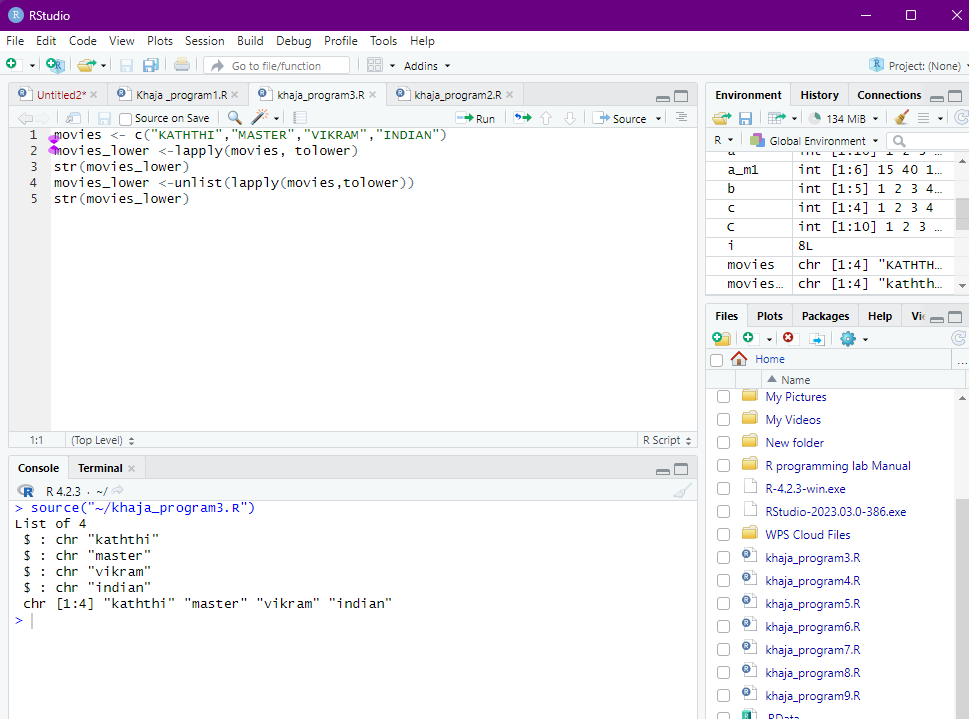 RStudio
File Edit Code View Plots Session Build Debug Profile Tools Help
Go to file/function Addins Project: (None)
Untitled2* Khaja _program1.R khaja_program3.R khaja_program2.R
Source on Save Run Source
1 movies <- c("KATHTHI","MASTER","VIKRAM","INDIAN")
2 movies_lower <-lapply(movies, tolower)
3 str(movies_lower)
4 movies_lower <-unlist(lapply(movies,tolower))
5 str(movies_lower)
1:1 (Top Level) R Script
Console Terminal
R 4.2.3 · ~/
> source("~/khaja_program3.R")
List of 4
$ : chr "kaththi"
$ : chr "master"
$ : chr "vikram"
$ : chr "indian"
chr [1:4] "kaththi" "master" "vikram" "indian"
>
Environment History Connections
134 MiB
R Global Environment
a int [1:10] 1 2 3 …
a_m1 int [1:6] 15 40 1…
b int [1:5] 1 2 3 4…
c int [1:4] 1 2 3 4
C int [1:10] 1 2 3 …
i 8L
movies chr [1:4] "KATHTH…
movies… chr [1:4] "kathth…
Files Plots Packages Help
Home
Name
My Pictures
My Videos
New folder
R programming lab Manual
R-4.2.3-win.exe
RStudio-2023.03.0-386.exe
WPS Cloud Files
khaja_program3.R
khaja_program4.R
khaja_program5.R
khaja_program6.R
khaja_program7.R
khaja_program8.R
khaja_program9.R
.RData